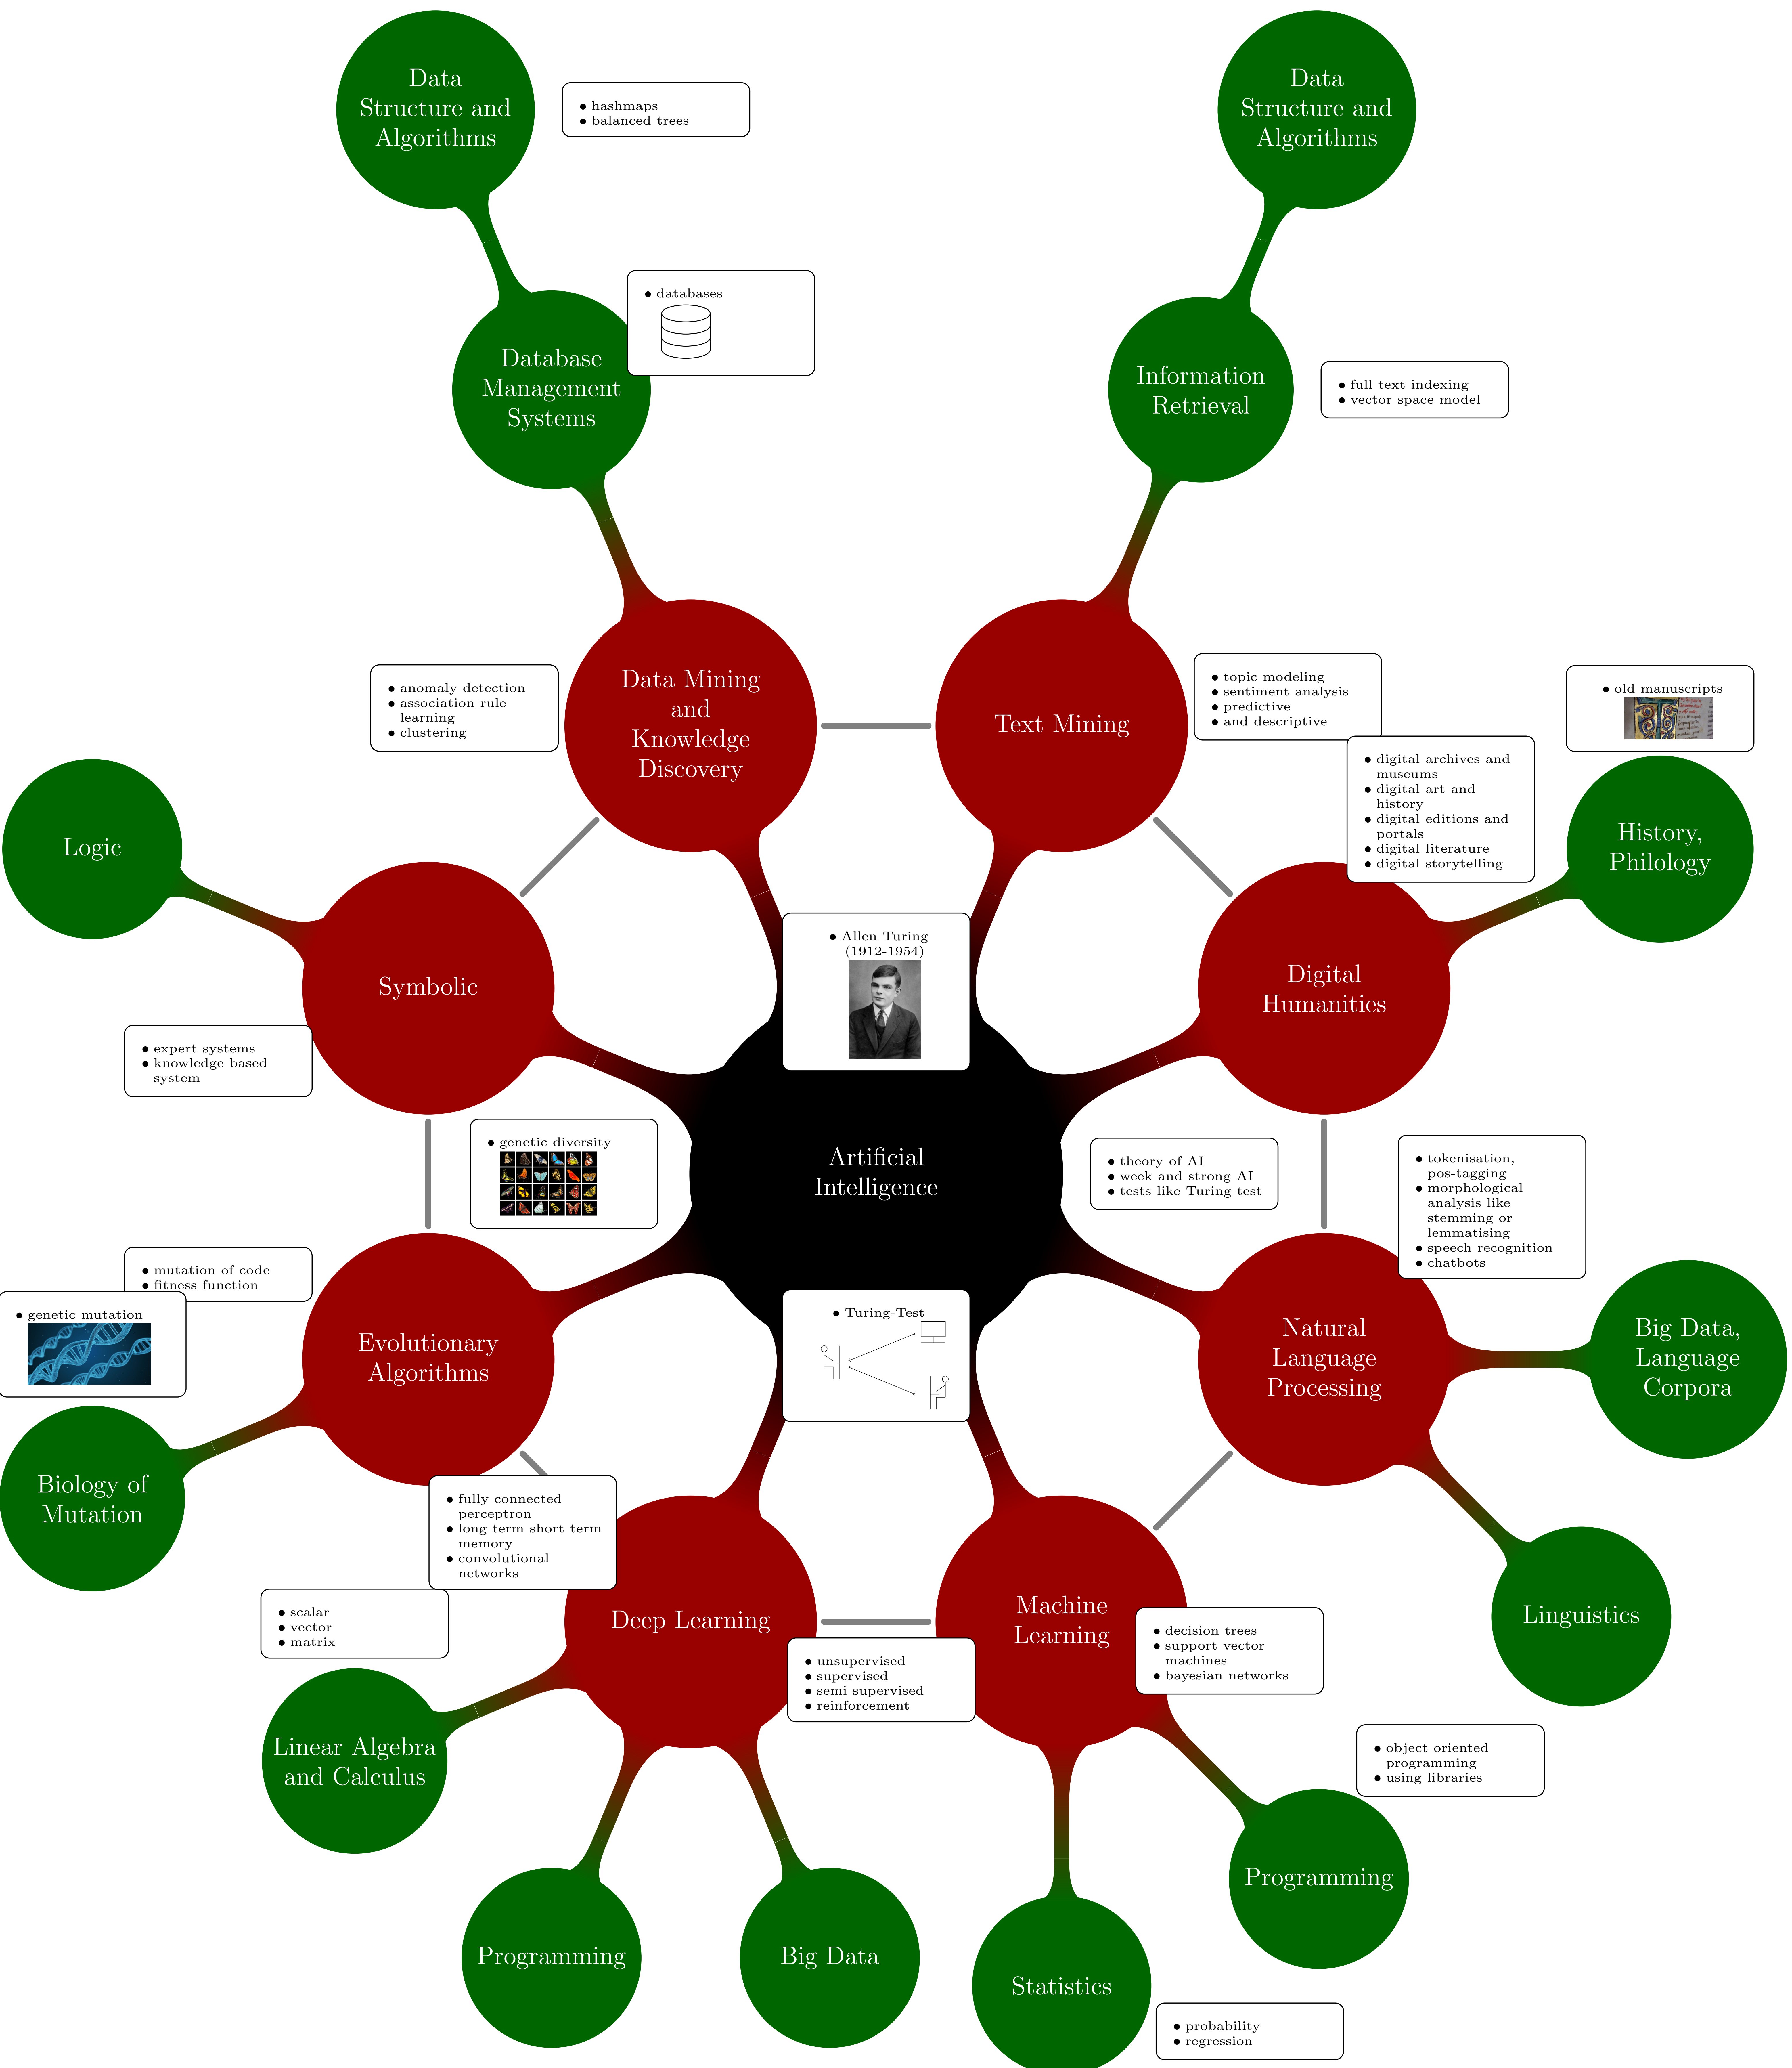 Data
Structure and
Algorithms
• hashmaps
• balanced trees
Data
Structure and
Algorithms
• databases
Database
Management
Systems
Information
Retrieval
• full text indexing
• vector space model
• anomaly detection
• association rule
learning
• clustering
Data Mining
and
Knowledge
Discovery
Text Mining
• topic modeling
• sentiment analysis
• predictive
• and descriptive
• old manuscripts
• digital archives and
museums
• digital art and
history
• digital editions and
portals
• digital literature
• digital storytelling
Logic
History,
Philology
• Allen Turing
(1912-1954)
Symbolic
Digital
Humanities
• expert systems
• knowledge based
system
• genetic diversity
Artificial
Intelligence
• theory of AI
• week and strong AI
• tests like Turing test
• tokenisation,
pos-tagging
• morphological
analysis like
stemming or
lemmatising
• speech recognition
• chatbots
• mutation of code
• fitness function
• genetic mutation
Evolutionary
Algorithms
• Turing-Test
Natural
Language
Processing
Big Data,
Language
Corpora
Biology of
Mutation
• fully connected
perceptron
• long term short term
memory
• convolutional
networks
• scalar
• vector
• matrix
Deep Learning
Machine
Learning
• decision trees
• support vector
machines
• bayesian networks
Linguistics
• unsupervised
• supervised
• semi supervised
• reinforcement
Linear Algebra
and Calculus
• object oriented
programming
• using libraries
Programming
Programming
Big Data
Statistics
• probability
• regression